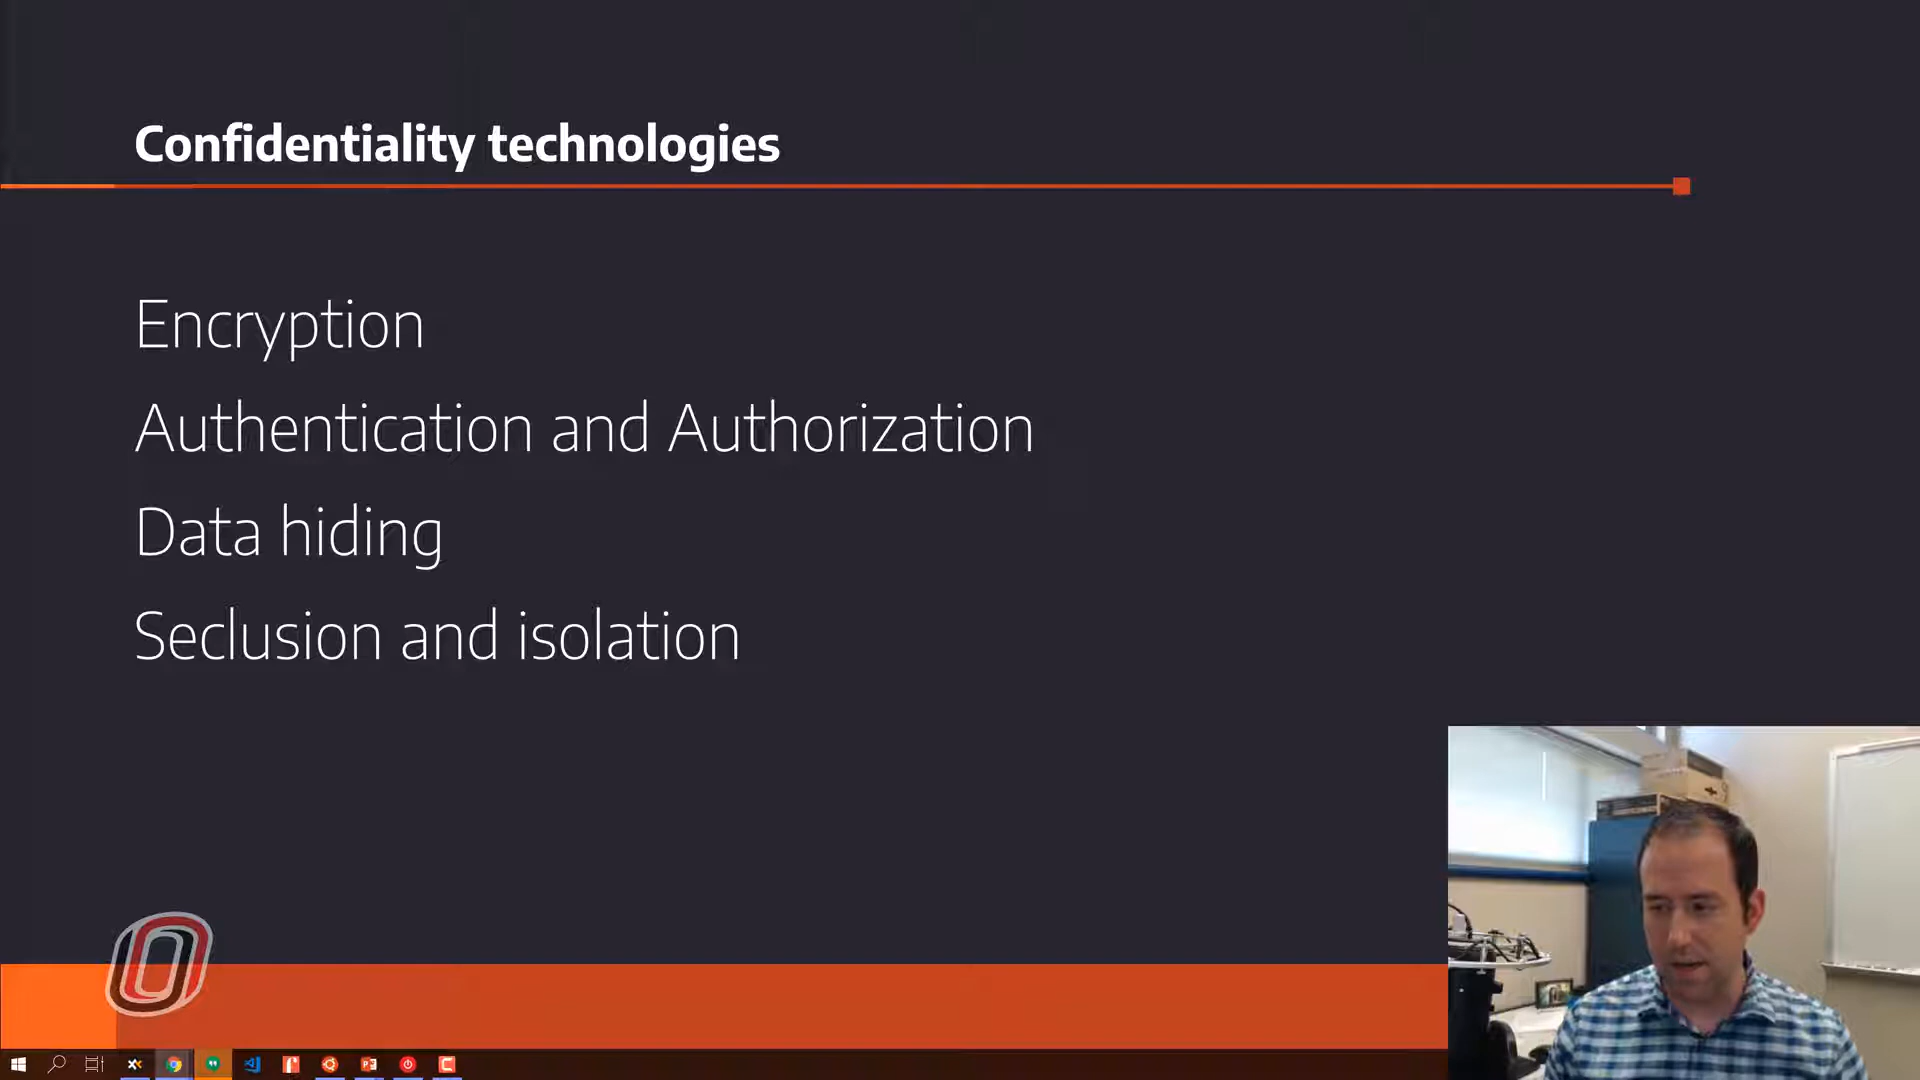 Confidentiality technologies
Encryption
Authentication and Authorization
Data hiding
Seclusion and isolation